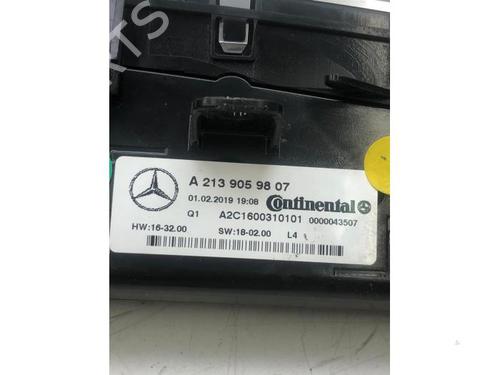 A 213 905 98 07
01.02.2019 19:08 Continental
Q1 A2C1600310101 0000043507
HW:16-32.00 SW:18-02.00 L4